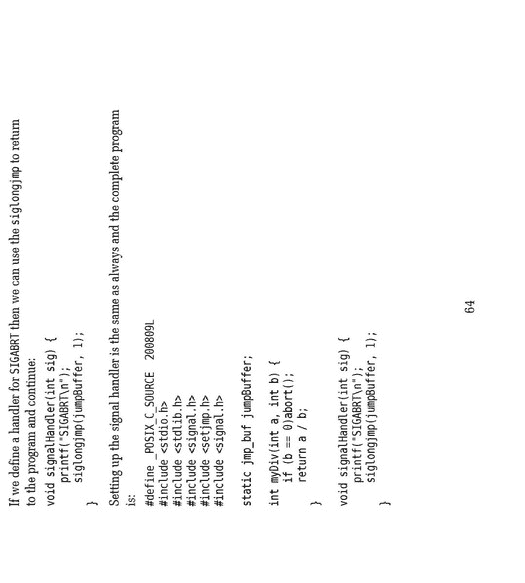 If we define a handler for SIGABRT then we can use the siglongjmp to return
to the program and continue:
void signalHandler(int sig) {
    printf("SIGABRT\n");
    siglongjmp(jumpBuffer, 1);
}
Setting up the signal handler is the same as always and the complete program
is:
#define _POSIX_C_SOURCE  200809L
#include <stdio.h>
#include <stdlib.h>
#include <signal.h>
#include <setjmp.h>
#include <signal.h>
static jmp_buf jumpBuffer;
int myDiv(int a, int b) {
    if (b == 0)abort();
    return a / b;
}
void signalHandler(int sig) {
    printf("SIGABRT\n");
    siglongjmp(jumpBuffer, 1);
}
64